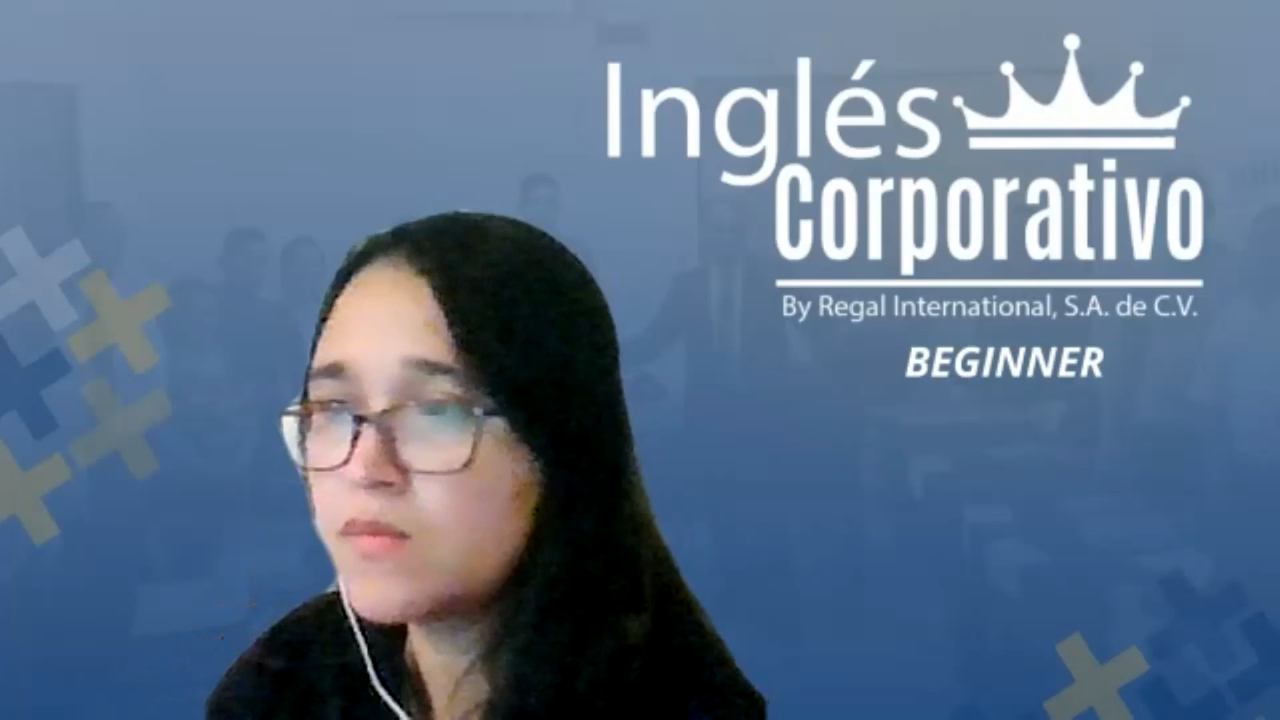 Inglés
Corporativo
By Regal International, S.A. de C.V.
BEGINNER